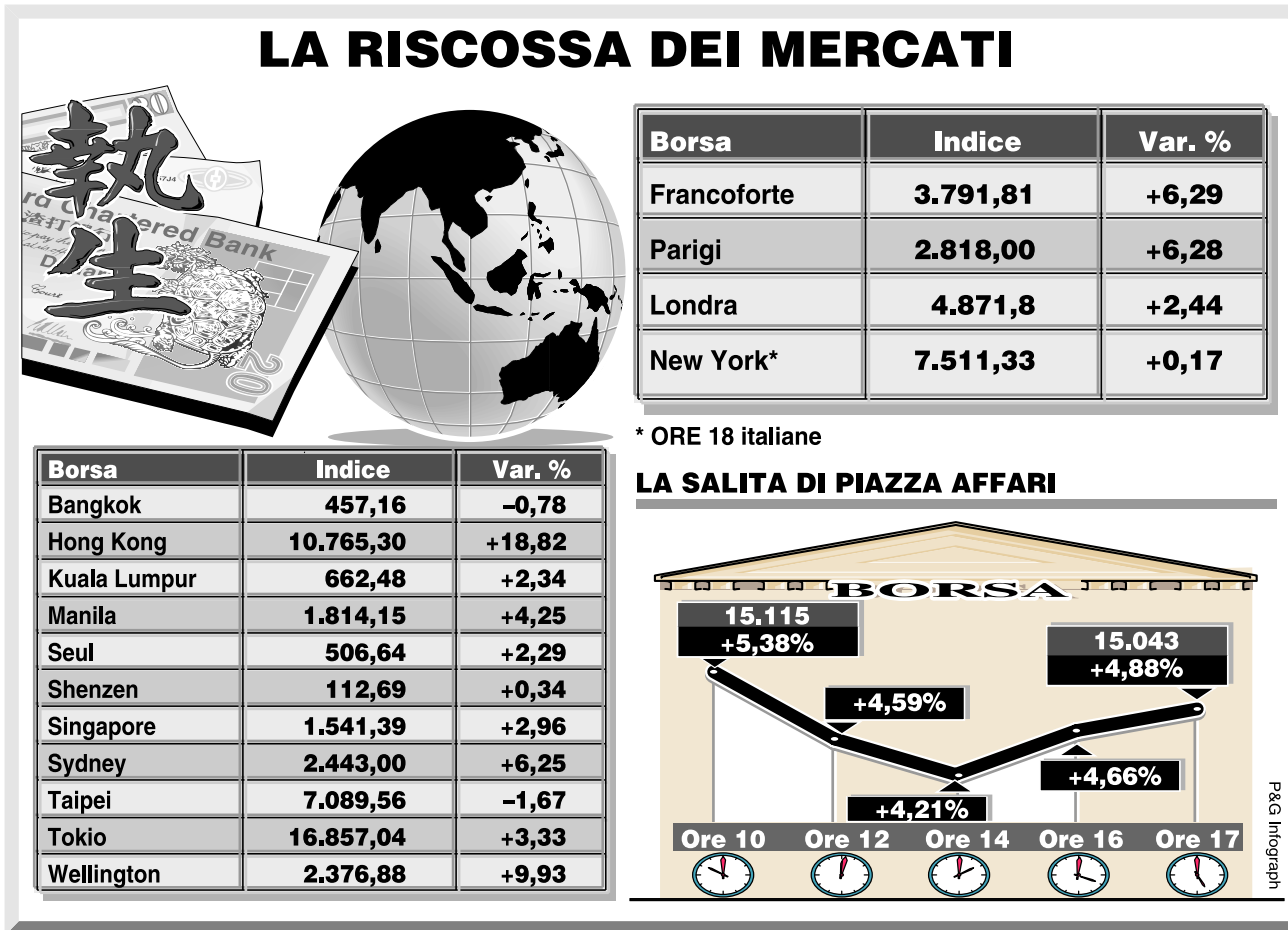 LA RISCOSSA DEI MERCATI
執
生
rd Chartered Bank
渣打
20
Borsa Indice Var. %
Francoforte 3.791,81 +6,29
Parigi 2.818,00 +6,28
Londra 4.871,8 +2,44
New York* 7.511,33 +0,17
* ORE 18 italiane
Borsa Indice Var. %
Bangkok 457,16 –0,78
Hong Kong 10.765,30 +18,82
Kuala Lumpur 662,48 +2,34
Manila 1.814,15 +4,25
Seul 506,64 +2,29
Shenzen 112,69 +0,34
Singapore 1.541,39 +2,96
Sydney 2.443,00 +6,25
Taipei 7.089,56 –1,67
Tokio 16.857,04 +3,33
Wellington 2.376,88 +9,93
LA SALITA DI PIAZZA AFFARI
BORSA
15.115
+5,38%
+4,59%
+4,21%
+4,66%
15.043
+4,88%
Ore 10 Ore 12 Ore 14 Ore 16 Ore 17
P&G Infograph